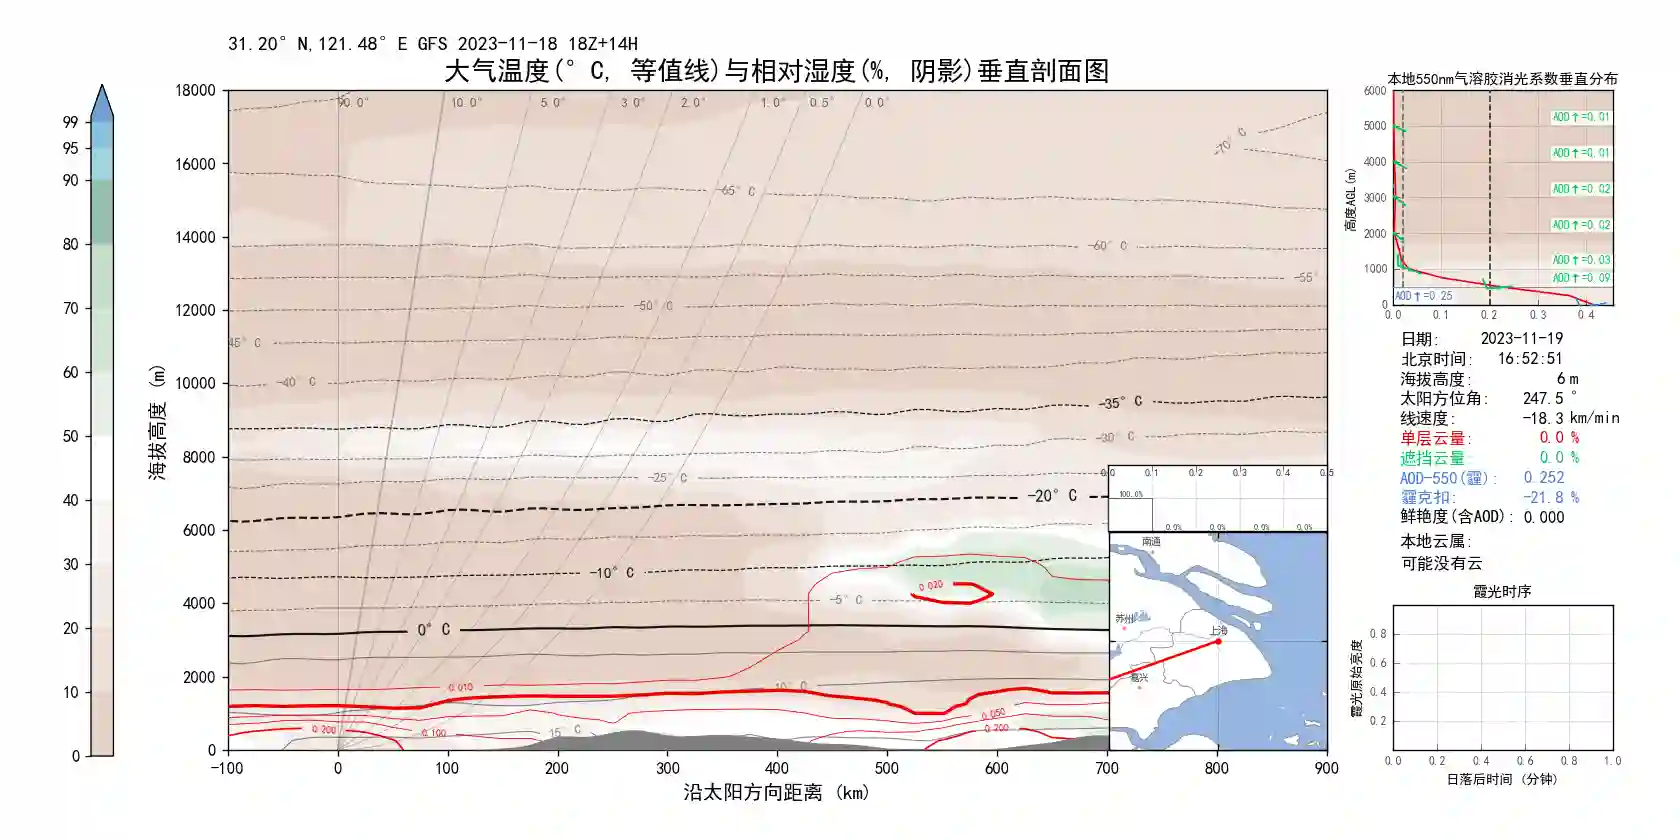 31.20° N,121.48° E GFS 2023-11-18 18Z+14H
大气温度(° C, 等值线)与相对湿度(%, 阴影)垂直剖面图
99
95
90
80
70
60
50
40
30
20
10
0
海拔高度 (m)
18000
16000
14000
12000
10000
8000
6000
4000
2000
0
90.0° 10.0° 5.0° 3.0° 2.0° 1.0° 0.5° 0.0°
-70° C
-65° C
-60° C
-55°
-50° C
45° C
-40° C
-35° C
-30° C
-25° C
-20° C
-10° C
-5° C
0° C
10° C
15° C
0.020
0.010
0.050
0.200
0.100
0.200
-100 0 100 200 300 400 500 600 700 800 900
沿太阳方向距离 (km)
0.0 0.1 0.2 0.3 0.4 0.5
100.0%
0.0% 0.0% 0.0% 0.0%
南通
苏州
上海
嘉兴
本地550nm气溶胶消光系数垂直分布
高度AGL(m)
6000
5000
4000
3000
2000
1000
0
AOD↑=0.01
AOD↑=0.01
AOD↑=0.02
AOD↑=0.02
AOD↑=0.03
AOD↑=0.09
AOD↑=0.25
0.0 0.1 0.2 0.3 0.4
日期: 2023-11-19
北京时间: 16:52:51
海拔高度: 6 m
太阳方位角: 247.5 °
线速度: -18.3 km/min
单层云量: 0.0 %
遮挡云量: 0.0 %
AOD-550(霾): 0.252
霾克扣: -21.8 %
鲜艳度(含AOD): 0.000
本地云属:
可能没有云
霞光时序
霞光原始亮度
0.8
0.6
0.4
0.2
0.0 0.2 0.4 0.6 0.8 1.0
日落后时间 (分钟)